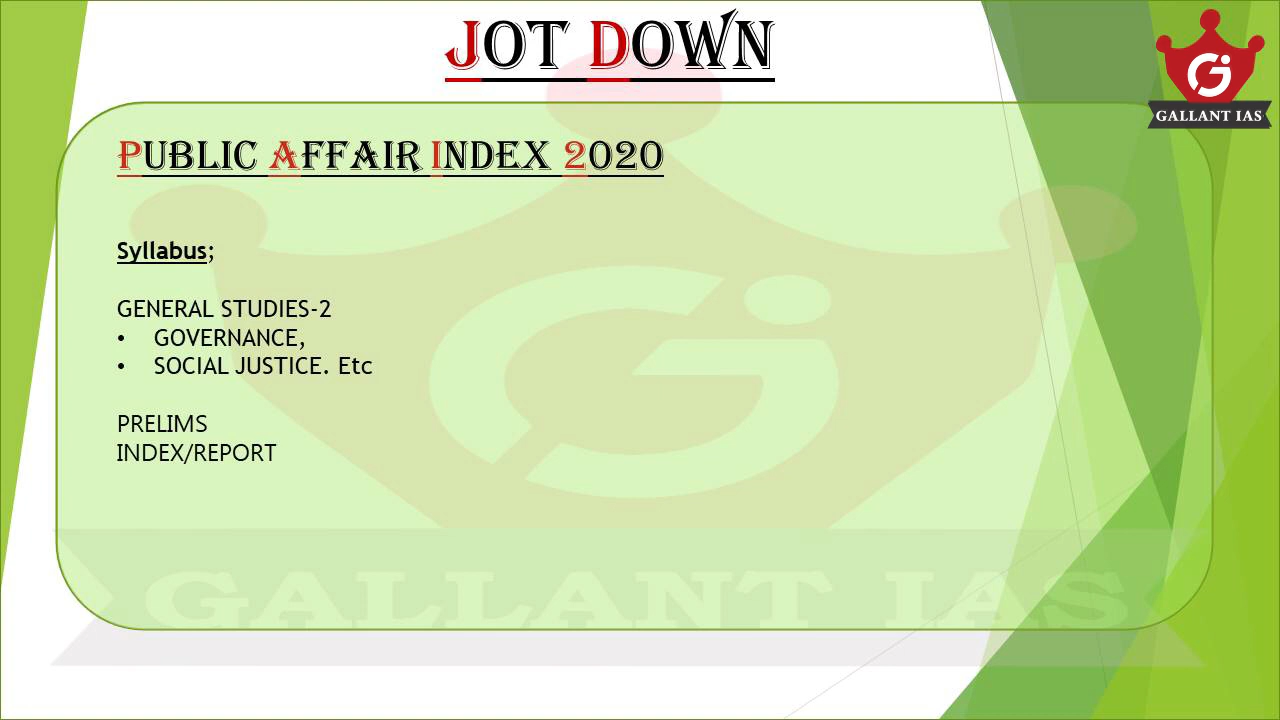 JOT DOWN
GALLANT IAS
PUBLIC AFFAIR INDEX 2020
Syllabus;
GENERAL STUDIES-2
• GOVERNANCE,
• SOCIAL JUSTICE. Etc
PRELIMS
INDEX/REPORT
GALLANT IAS